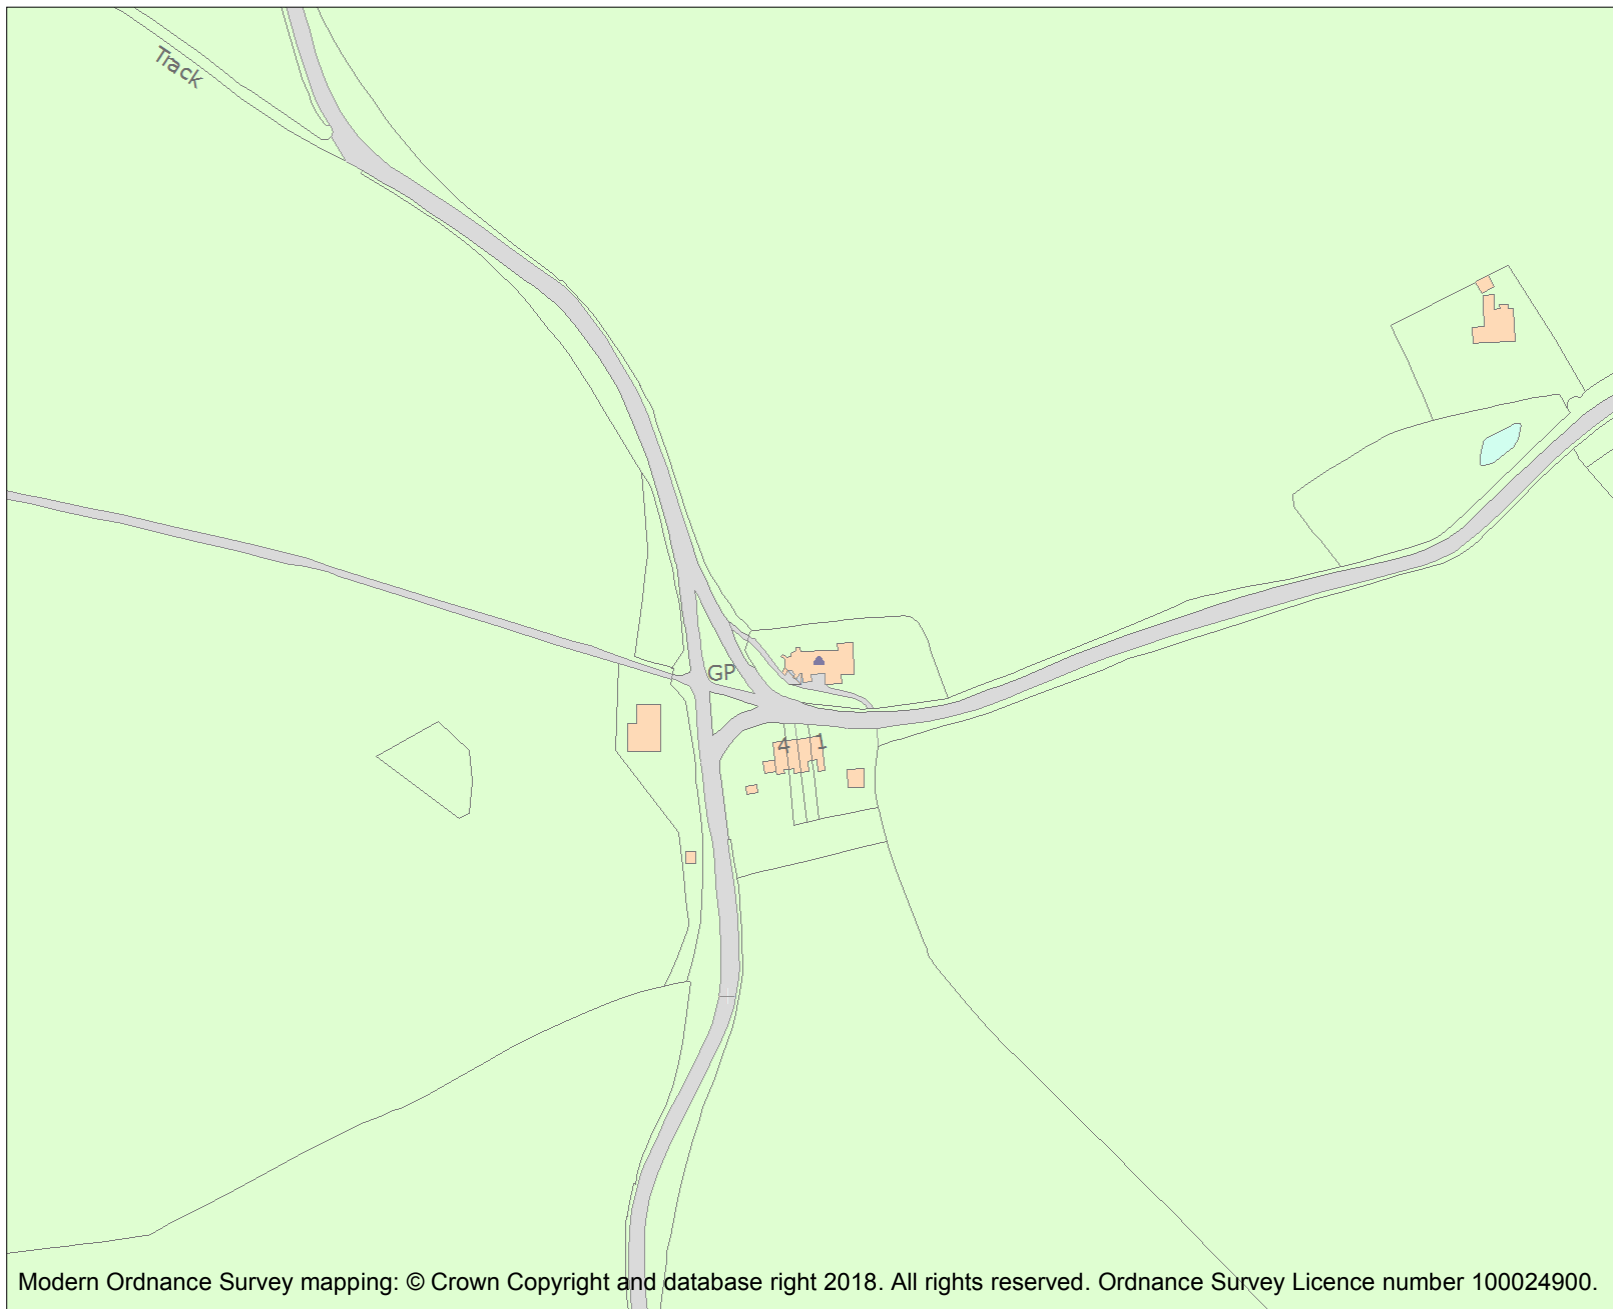 Track
GP
4 1
Modern Ordnance Survey mapping: © Crown Copyright and database right 2018. All rights reserved. Ordnance Survey Licence number 100024900.